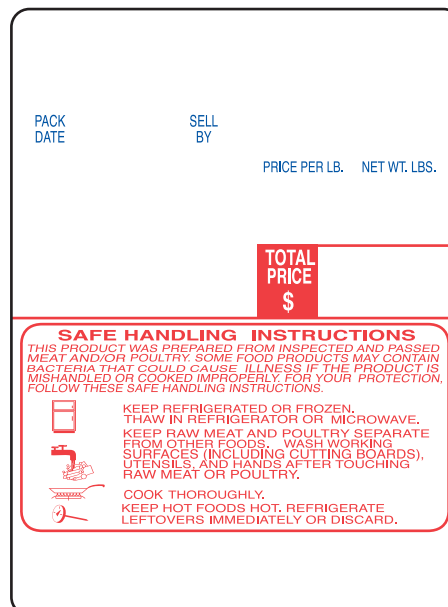 PACK DATE
SELL BY
PRICE PER LB. NET WT. LBS.
TOTAL
PRICE
$
SAFE HANDLING INSTRUCTIONS
THIS PRODUCT WAS PREPARED FROM INSPECTED AND PASSED
MEAT AND/OR POULTRY. SOME FOOD PRODUCTS MAY CONTAIN
BACTERIA THAT COULD CAUSE ILLNESS IF THE PRODUCT IS
MISHANDLED OR COOKED IMPROPERLY. FOR YOUR PROTECTION,
FOLLOW THESE SAFE HANDLING INSTRUCTIONS.
KEEP REFRIGERATED OR FROZEN.
THAW IN REFRIGERATOR OR MICROWAVE.
KEEP RAW MEAT AND POULTRY SEPARATE
FROM OTHER FOODS. WASH WORKING
SURFACES (INCLUDING CUTTING BOARDS),
UTENSILS, AND HANDS AFTER TOUCHING
RAW MEAT OR POULTRY.
COOK THOROUGHLY.
KEEP HOT FOODS HOT. REFRIGERATE
LEFTOVERS IMMEDIATELY OR DISCARD.